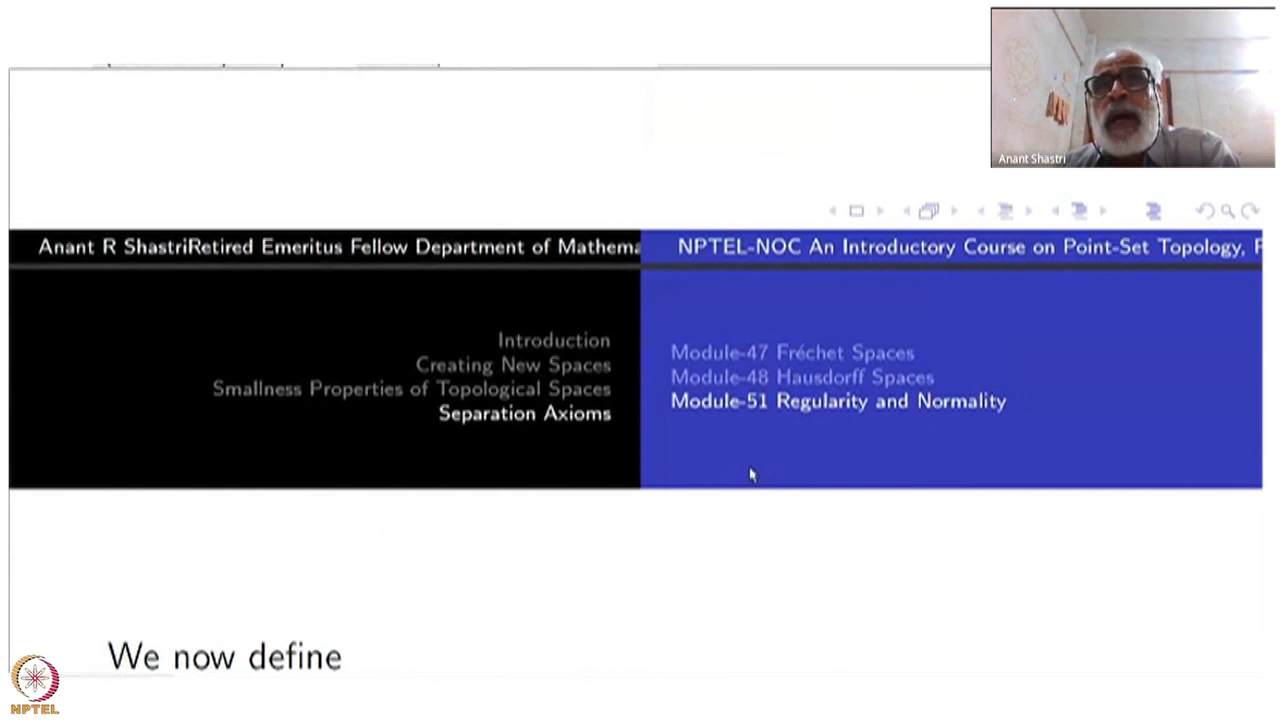 Anant Shastri
Anant R ShastriRetired Emeritus Fellow Department of Mathema
NPTEL-NOC An Introductory Course on Point-Set Topology, P
Introduction
Creating New Spaces
Smallness Properties of Topological Spaces
Separation Axioms
Module-47 Fréchet Spaces
Module-48 Hausdorff Spaces
Module-51 Regularity and Normality
We now define
NPTEL